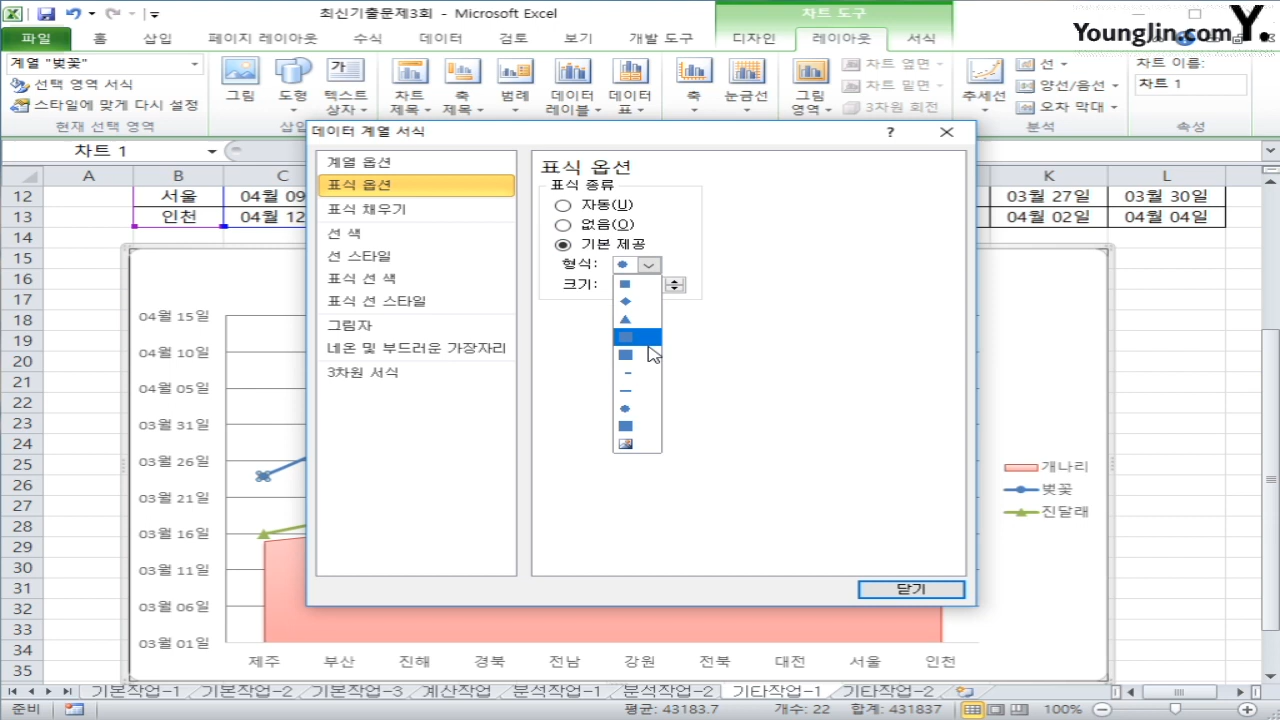 최신기출문제3회 - Microsoft Excel
차트 도구
YoungJin.com Y.
파일 홈 삽입 페이지 레이아웃 수식 데이터 검토 보기 개발 도구 디자인 레이아웃 서식
계열 "벚꽃"
선택 영역 서식
스타일에 맞게 다시 설정
현재 선택 영역
그림 도형 텍스트 상자 차트 제목 축 제목 범례 데이터 레이블 데이터 표 축 눈금선 그림 영역
차트 옆면
차트 밑면
3차원 회전
추세선
선
양선/음선
오차 막대
분석
차트 이름:
차트 1
속성
차트 1
데이터 계열 서식 ?
A B C K L
12 서울 04월 09 03월 27일 03월 30일
13 인천 04월 12 04월 02일 04월 04일
14
15
16
17
18
19
20
21
22
23
24
25
26
27
28
29
30
31
32
33
34
35
계열 옵션
표식 옵션
표식 채우기
선 색
선 스타일
표식 선 색
표식 선 스타일
그림자
네온 및 부드러운 가장자리
3차원 서식
표식 옵션
표식 종류
자동(U)
없음(O)
기본 제공
형식:
크기:
닫기
04월 15일
04월 10일
04월 05일
03월 31일
03월 26일
03월 21일
03월 16일
03월 11일
03월 06일
03월 01일
제주 부산 진해 경북 전남 강원 전북 대전 서울 인천
개나리
벚꽃
진달래
기본작업-1 기본작업-2 기본작업-3 계산작업 분석작업-1 분석작업-2 기타작업-1 기타작업-2
준비 평균: 43183.7 개수: 22 합계: 431837 100%